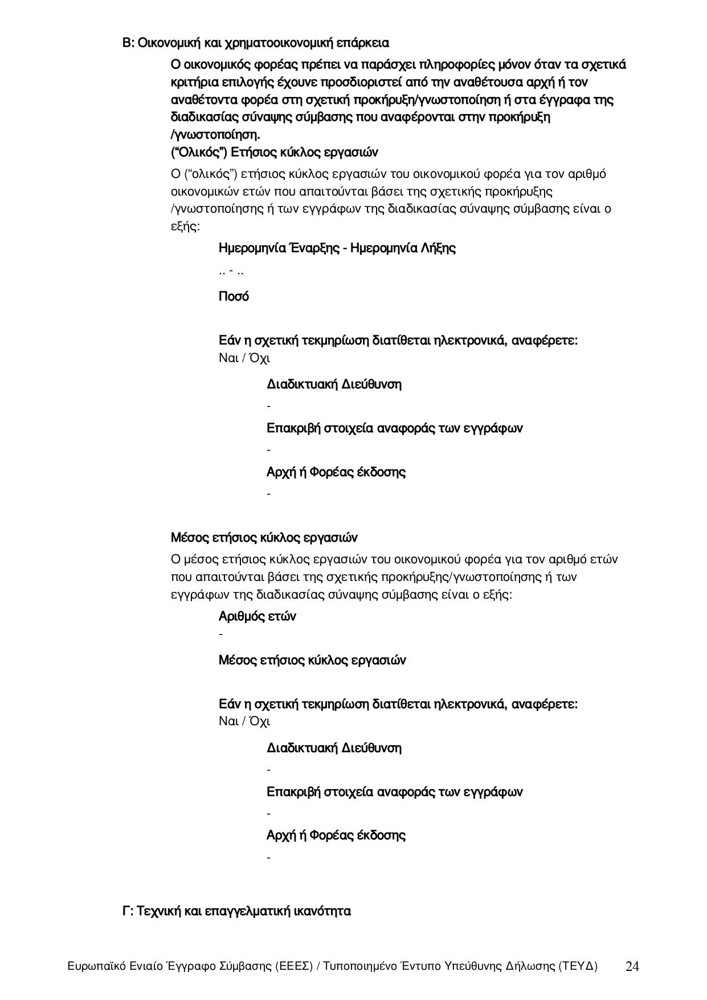 Β: Οικονομική και χρηματοοικονομική επάρκεια
Ο οικονομικός φορέας πρέπει να παράσχει πληροφορίες μόνον όταν τα σχετικά
κριτήρια επιλογής έχουνε προσδιοριστεί από την αναθέτουσα αρχή ή τον
αναθέτοντα φορέα στη σχετική προκήρυξη/γνωστοποίηση ή στα έγγραφα της
διαδικασίας σύναψης σύμβασης που αναφέρονται στην προκήρυξη
/γνωστοποίηση.
(“Ολικός”) Ετήσιος κύκλος εργασιών
Ο (“ολικός”) ετήσιος κύκλος εργασιών του οικονομικού φορέα για τον αριθμό
οικονομικών ετών που απαιτούνται βάσει της σχετικής προκήρυξης
/γνωστοποίησης ή των εγγράφων της διαδικασίας σύναψης σύμβασης είναι ο
εξής:
Ημερομηνία Έναρξης - Ημερομηνία Λήξης
.. - ..
Ποσό
Εάν η σχετική τεκμηρίωση διατίθεται ηλεκτρονικά, αναφέρετε:
Ναι / Όχι
Διαδικτυακή Διεύθυνση
-
Επακριβή στοιχεία αναφοράς των εγγράφων
-
Αρχή ή Φορέας έκδοσης
-
Μέσος ετήσιος κύκλος εργασιών
Ο μέσος ετήσιος κύκλος εργασιών του οικονομικού φορέα για τον αριθμό ετών
που απαιτούνται βάσει της σχετικής προκήρυξης/γνωστοποίησης ή των
εγγράφων της διαδικασίας σύναψης σύμβασης είναι ο εξής:
Αριθμός ετών
-
Μέσος ετήσιος κύκλος εργασιών
Εάν η σχετική τεκμηρίωση διατίθεται ηλεκτρονικά, αναφέρετε:
Ναι / Όχι
Διαδικτυακή Διεύθυνση
-
Επακριβή στοιχεία αναφοράς των εγγράφων
-
Αρχή ή Φορέας έκδοσης
-
Γ: Τεχνική και επαγγελματική ικανότητα
Ευρωπαϊκό Ενιαίο Έγγραφο Σύμβασης (ΕΕΕΣ) / Τυποποιημένο Έντυπο Υπεύθυνης Δήλωσης (ΤΕΥΔ) 24